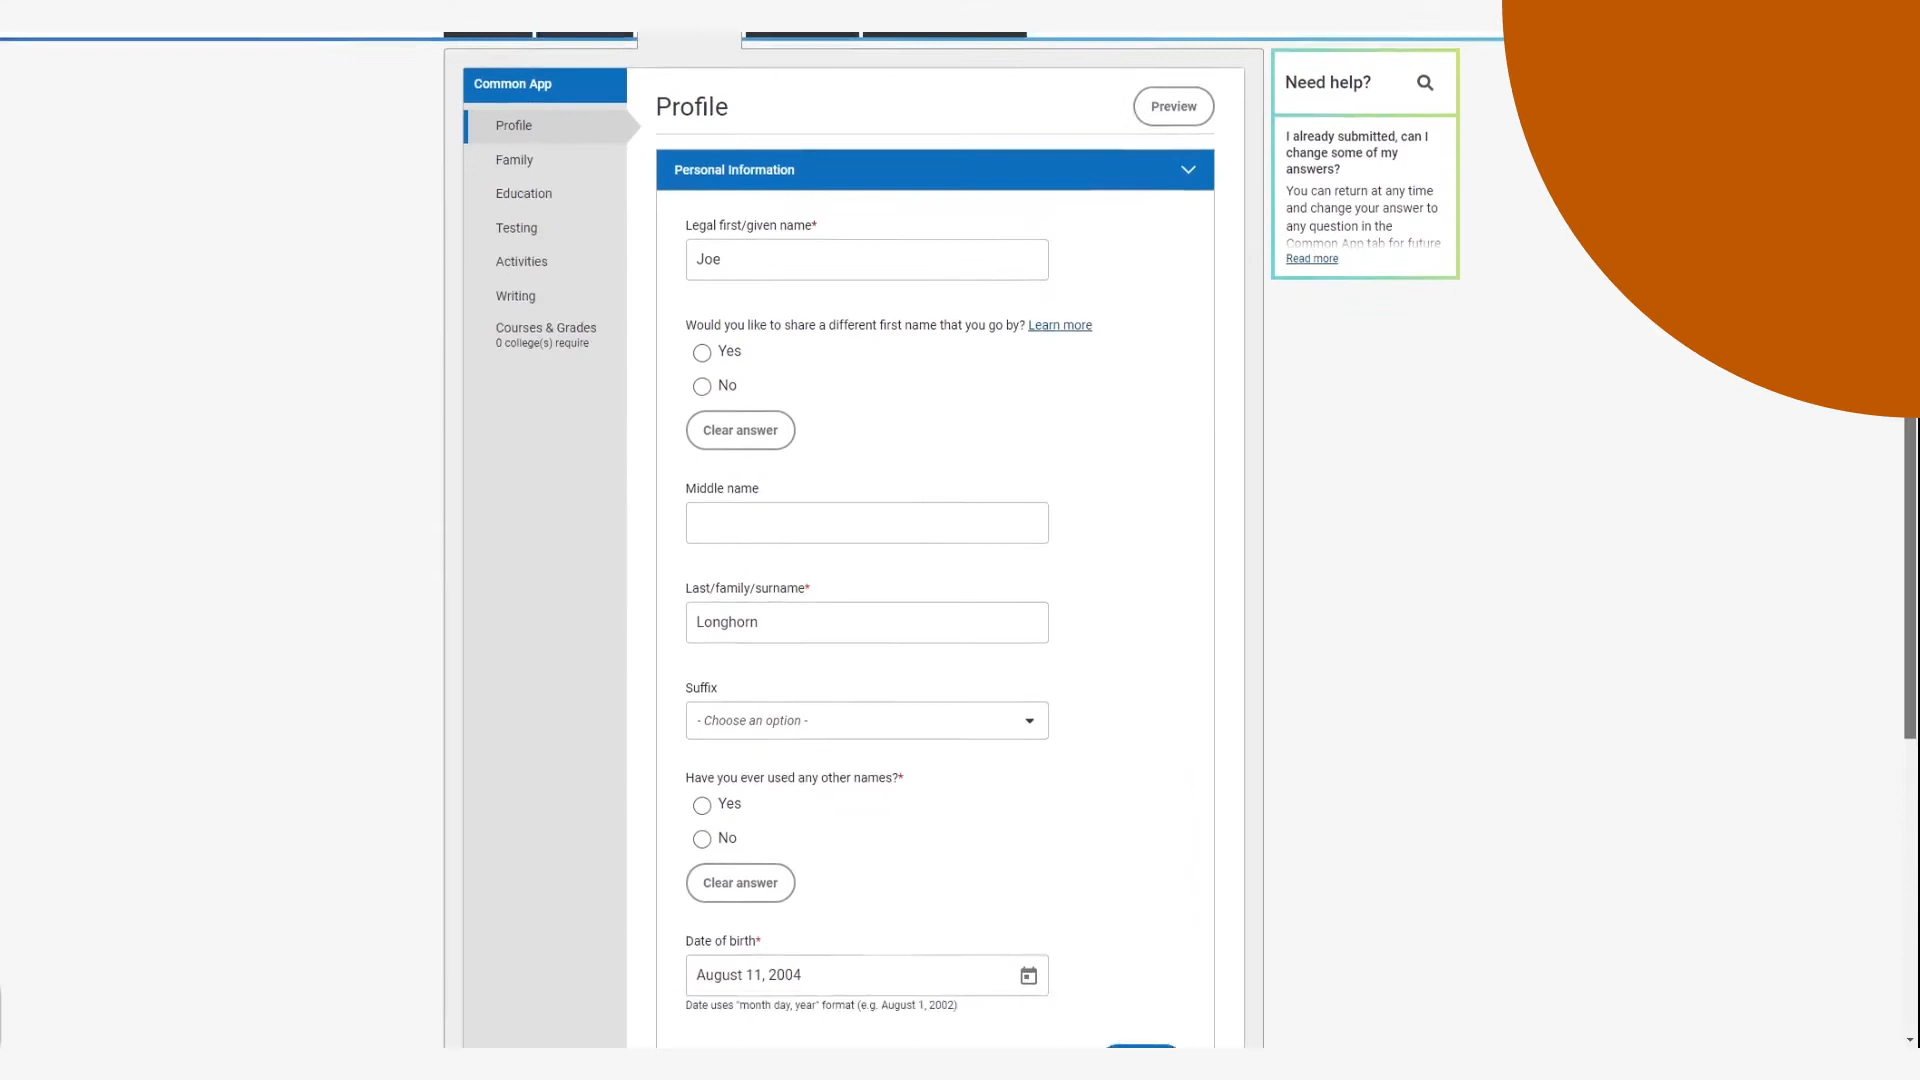 Common App
Profile
Family
Education
Testing
Activities
Writing
Courses & Grades
0 college(s) require
Profile
Preview
Personal Information
Legal first/given name*
Joe
Would you like to share a different first name that you go by? Learn more
Yes
No
Clear answer
Middle name
Last/family/surname*
Longhorn
Suffix
- Choose an option -
Have you ever used any other names?*
Yes
No
Clear answer
Date of birth*
August 11, 2004
Date uses "month day, year" format (e.g. August 1, 2002)
Need help?
I already submitted, can I
change some of my
answers?
You can return at any time
and change your answer to
any question in the
Common App tab for future
Read more